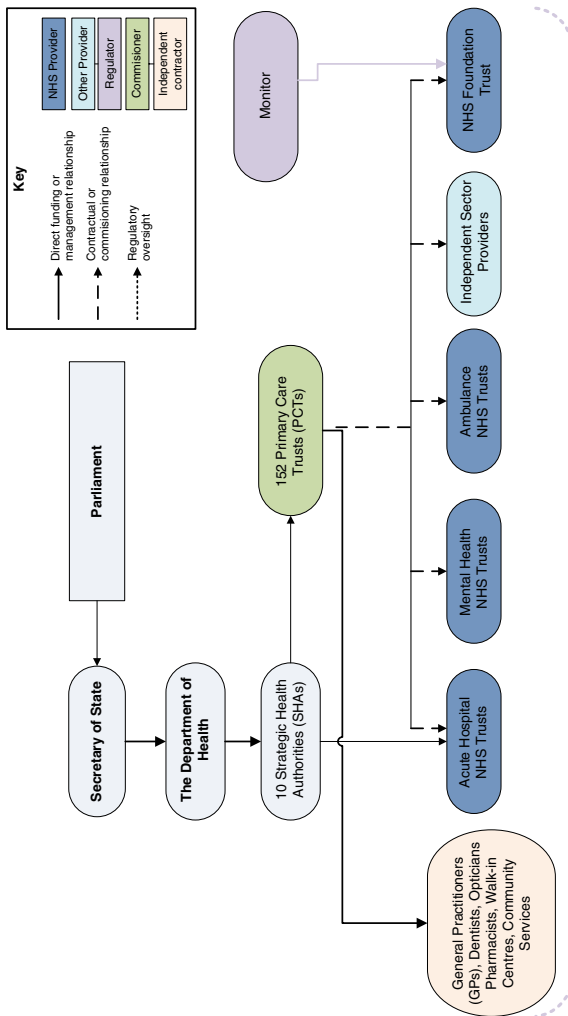 Key
Direct funding or
management relationship
Contractual or
commisioning relationship
Regulatory
oversight
NHS Provider
Other Provider
Regulator
Commisioner
Independent
contractor
Parliament
Secretary of State
The Department of
Health
10 Strategic Health
Authorities (SHAs)
152 Primary Care
Trusts (PCTs)
Monitor
General Practitioners
(GPs), Dentists, Opticians
Pharmacists, Walk-in
Centres, Community
Services
Acute Hospital
NHS Trusts
Mental Health
NHS Trusts
Ambulance
NHS Trusts
Independent Sector
Providers
NHS Foundation
Trust